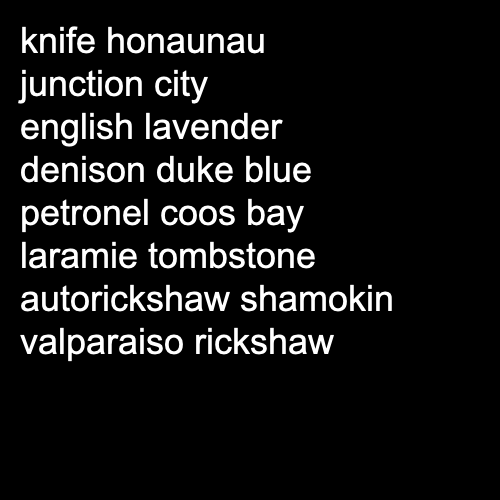 knife honaunau
junction city
english lavender
denison duke blue
petronel coos bay
laramie tombstone
autorickshaw shamokin
valparaiso rickshaw